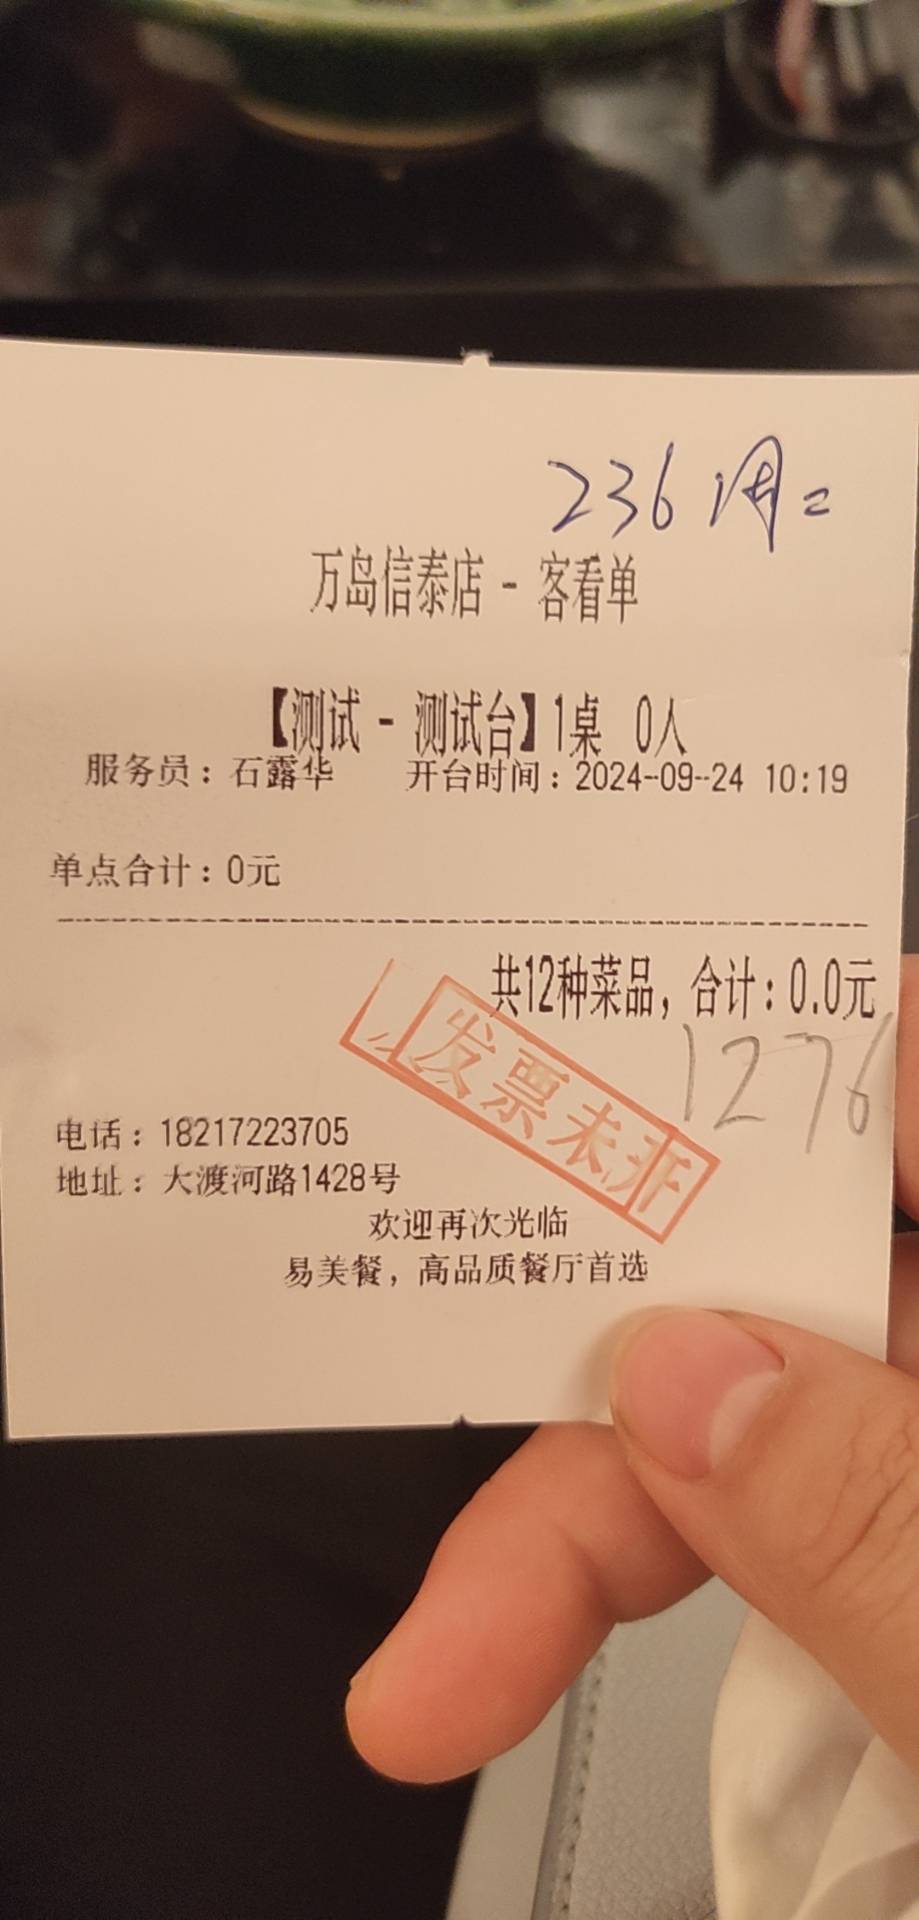 236 周二
万岛信泰店 - 客看单
【测试 - 测试台】1桌 0人
服务员：石露华 开台时间：2024-09-24 10:19
单点合计：0元
共12种菜品，合计：0.0元
1276
发票未开
电话：18217223705
地址：大渡河路1428号
欢迎再次光临
易美餐，高品质餐厅首选